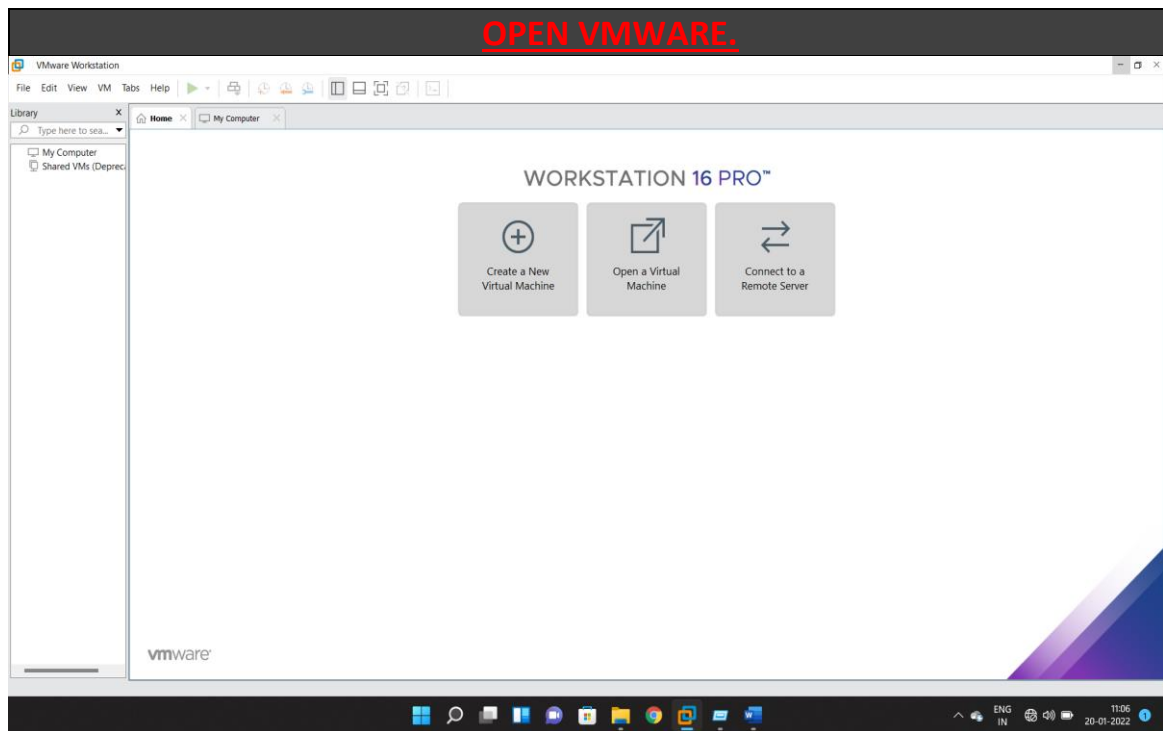 OPEN VMWARE.
VMware Workstation
File Edit View VM Tabs Help
Library X
Home
My Computer
Type here to sea...
My Computer
Shared VMs (Depreca
WORKSTATION 16 PRO™
Create a New
Virtual Machine
Open a Virtual
Machine
Connect to a
Remote Server
vmware
ENG
IN
11:06
20-01-2022
1